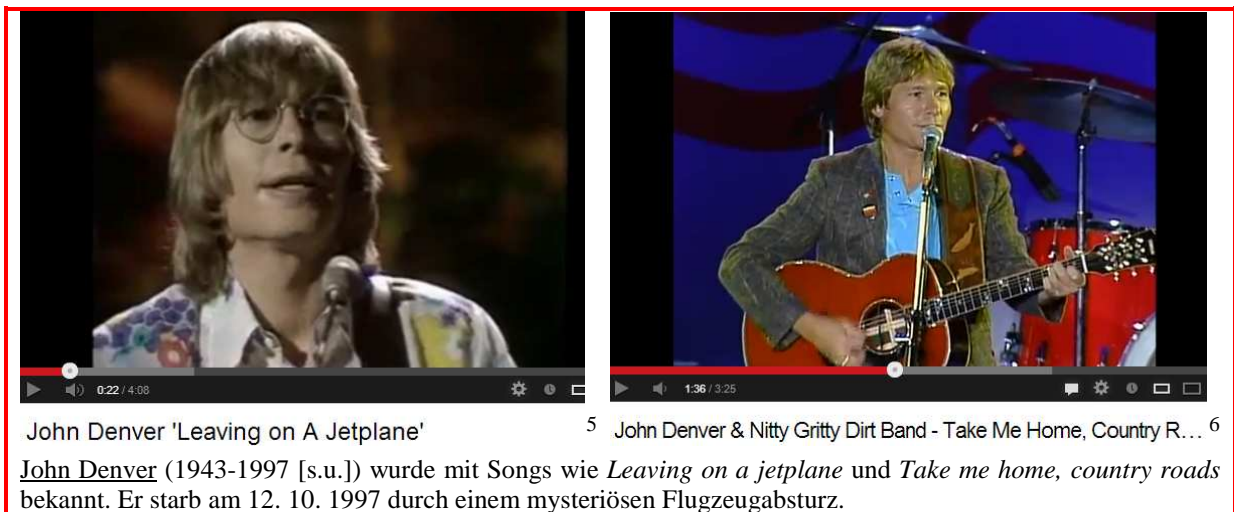 0:22 / 4:08
1:36 / 3:25
John Denver 'Leaving on A Jetplane' 5
John Denver & Nitty Gritty Dirt Band - Take Me Home, Country R... 6
John Denver (1943-1997 [s.u.]) wurde mit Songs wie Leaving on a jetplane und Take me home, country roads
bekannt. Er starb am 12. 10. 1997 durch einem mysteriösen Flugzeugabsturz.